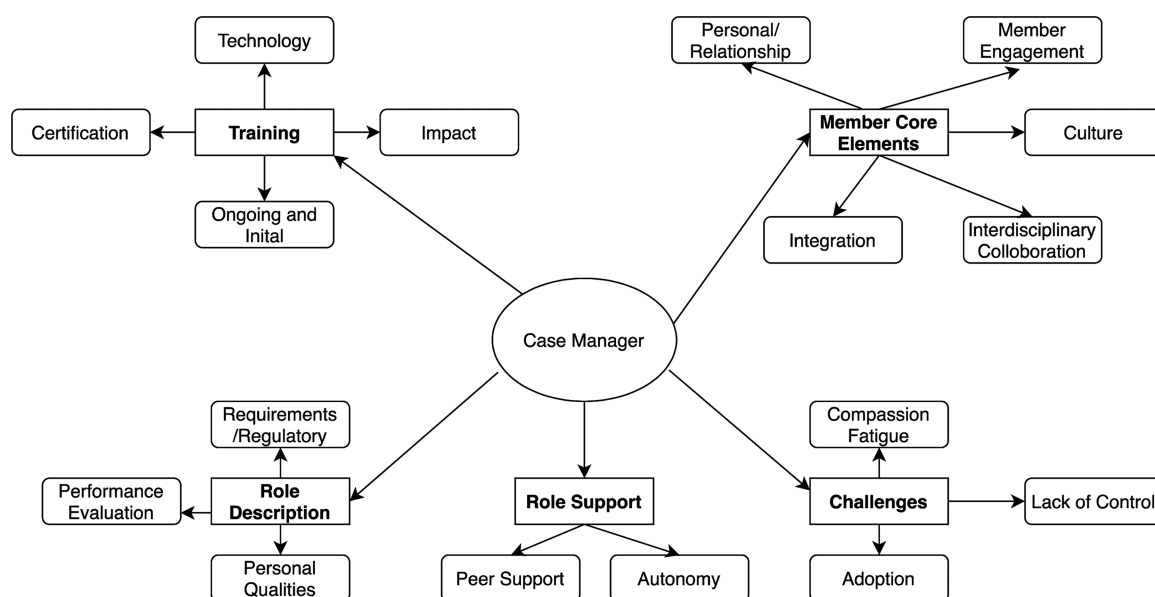 Technology
Certification
Training
Impact
Ongoing and
Inital
Personal/
Relationship
Member
Engagement
Member Core
Elements
Culture
Integration
Interdisciplinary
Colloboration
Case Manager
Requirements
/Regulatory
Performance
Evaluation
Role
Description
Personal
Qualities
Role Support
Peer Support
Autonomy
Compassion
Fatigue
Challenges
Lack of Control
Adoption